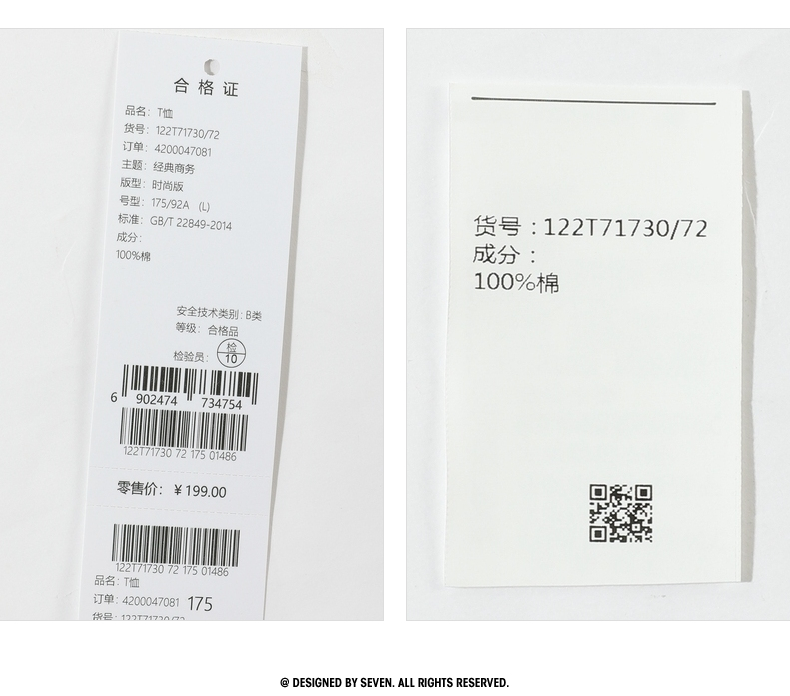 合格证
品名：T恤
货号：122T71730/72
订单：4200047081
主题：经典商务
版型：时尚版
号型：175/92A (L)
标准：GB/T 22849-2014
成分：
100%棉
安全技术类别：B类
等级：合格品
检验员：检 10
6 902474 734754
122T71730 72 175 01486
零售价：￥199.00
122T71730 72 175 01486
品名：T恤
订单：4200047081 175
货号：122T71730/72
货号：122T71730/72
成分：
100%棉
@ DESIGNED BY SEVEN. ALL RIGHTS RESERVED.